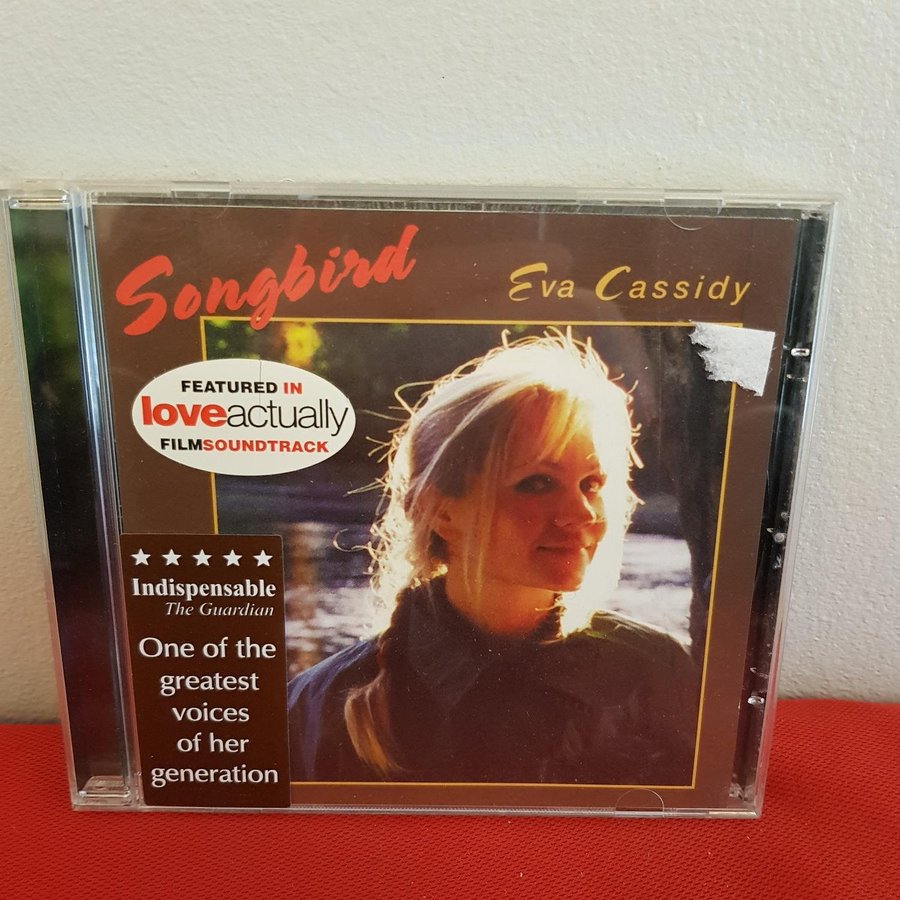 Songbird
Eva Cassidy
FEATURED IN
loveactually
FILMSOUNDTRACK
★★★★★
Indispensable
The Guardian
One of the
greatest
voices
of her
generation